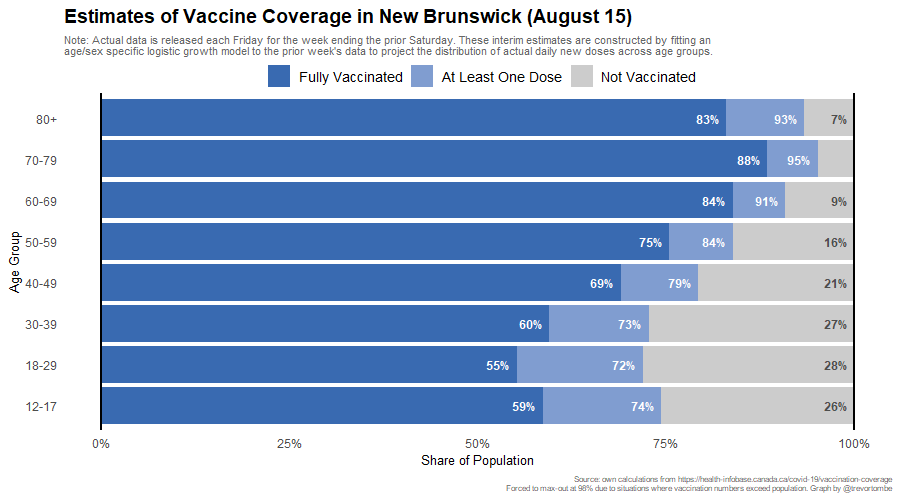 Estimates of Vaccine Coverage in New Brunswick (August 15)
Note: Actual data is released each Friday for the week ending the prior Saturday. These interim estimates are constructed by fitting an
age/sex specific logistic growth model to the prior week's data to project the distribution of actual daily new doses across age groups.
Fully Vaccinated At Least One Dose Not Vaccinated
80+ 83% 93% 7%
70-79 88% 95%
60-69 84% 91% 9%
50-59 75% 84% 16%
Age Group
40-49 69% 79% 21%
30-39 60% 73% 27%
18-29 55% 72% 28%
12-17 59% 74% 26%
0% 25% 50% 75% 100%
Share of Population
Source: own calculations from https://health-infobase.canada.ca/covid-19/vaccination-coverage
Forced to max-out at 98% due to situations where vaccination numbers exceed population. Graph by @trevortombe